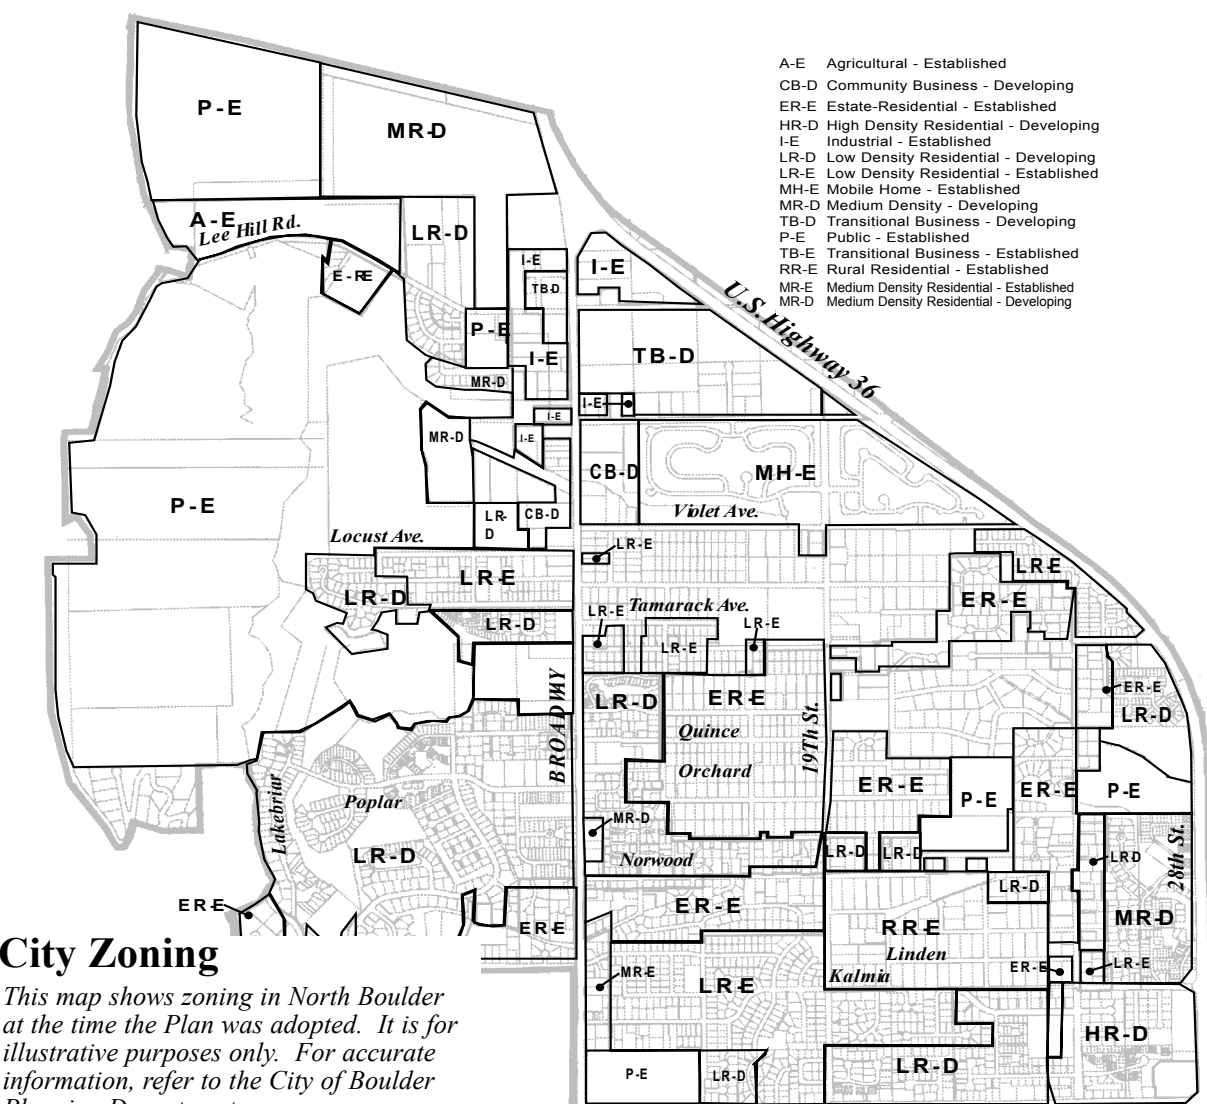 A-E Agricultural - Established
CB-D Community Business - Developing
ER-E Estate-Residential - Established
HR-D High Density Residential - Developing
I-E Industrial - Established
LR-D Low Density Residential - Developing
LR-E Low Density Residential - Established
MH-E Mobile Home - Established
MR-D Medium Density - Developing
TB-D Transitional Business - Developing
P-E Public - Established
TB-E Transitional Business - Established
RR-E Rural Residential - Established
MR-E Medium Density Residential - Established
MR-D Medium Density Residential - Developing
P-E
MR-D
A-E
Lee Hill Rd.
LR-D
E-RE
I-E
TB-D
I-E
U.S. Highway 36
P-E
I-E
TB-D
MR-D
I-E
I-E
MR-D
I-E
CB-D
MH-E
P-E
LR-
D
CB-D
Violet Ave.
Locust Ave.
LR-E
LR-E
LR-E
LR-D
ER-E
LR-E
Tamarack Ave.
LR-E
LR-D
LR-E
ER-E
LR-D
ER-E
LR-D
BROADWY
Quince
19Th St.
Orchard
ER-E
P-E
ER-E
P-E
Lakebriar
Poplar
MR-D
LR-D
Norwood
LR-D
LR-D
LRD
28th St.
LR-D
ER-E
ER-E
ER-E
RR-E
MR-D
Linden
City Zoning
MR-E
LR-E
Kalmia
ER-E
LR-E
This map shows zoning in North Boulder
at the time the Plan was adopted. It is for
illustrative purposes only. For accurate
information, refer to the City of Boulder
HR-D
P-E
LR-D
LR-D